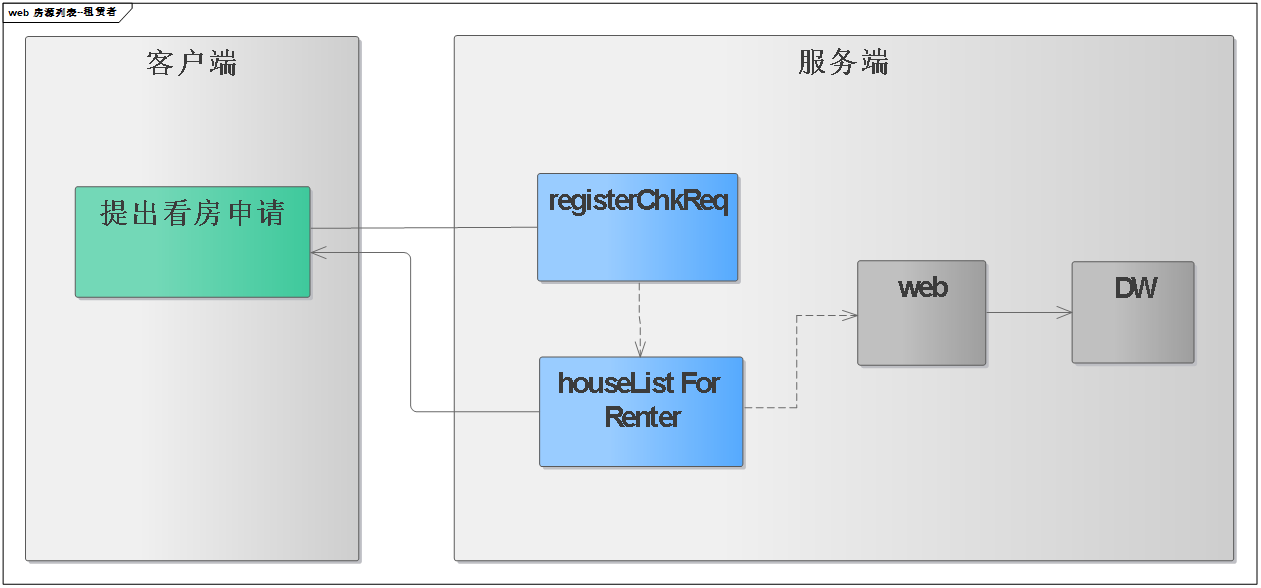 web 房源列表--租赁者
客户端
服务端
提出看房申请
registerChkReq
web
DW
houseList For
Renter